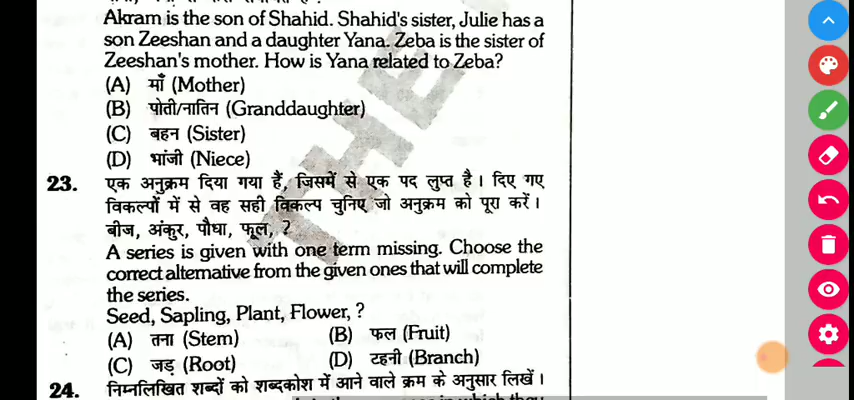 Akram is the son of Shahid. Shahid's sister, Julie has a
son Zeeshan and a daughter Yana. Zeba is the sister of
Zeeshan's mother. How is Yana related to Zeba?
(A) माँ (Mother)
(B) पोती/नातिन (Granddaughter)
(C) बहन (Sister)
(D) भांजी (Niece)
23. एक अनुक्रम दिया गया है, जिसमें से एक पद लुप्त है। दिए गए
विकल्पों में से वह सही विकल्प चुनिए जो अनुक्रम को पूरा करें।
बीज, अंकुर, पौधा, फूल, ?
A series is given with one term missing. Choose the
correct alternative from the given ones that will complete
the series.
Seed, Sapling, Plant, Flower, ?
(A) तना (Stem) (B) फल (Fruit)
(C) जड़ (Root) (D) टहनी (Branch)
24. निम्नलिखित शब्दों को शब्दकोश में आने वाले क्रम के अनुसार लिखें।
THE